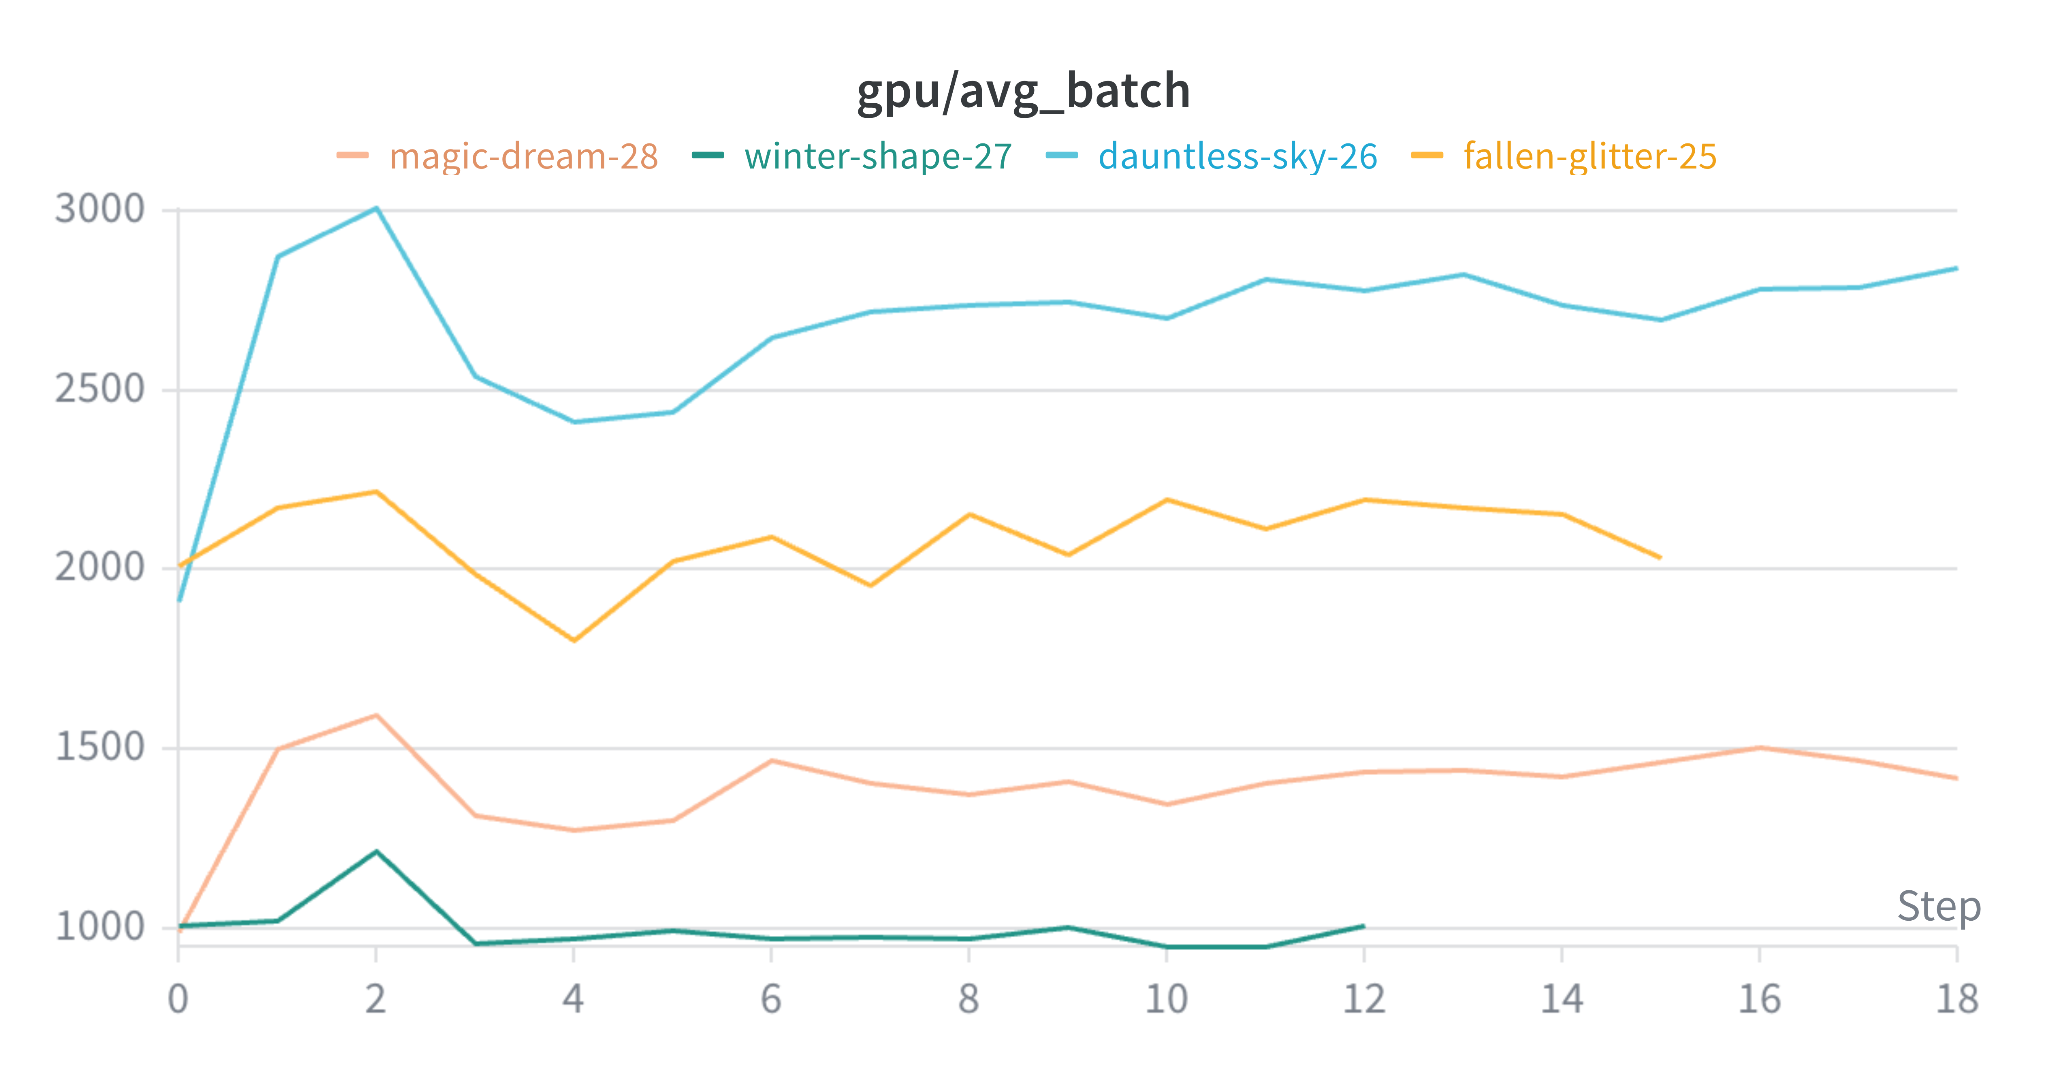 gpu/avg_batch
magic-dream-28 winter-shape-27 dauntless-sky-26 fallen-glitter-25
3000
2500
2000
1500
1000
Step
0 2 4 6 8 10 12 14 16 18